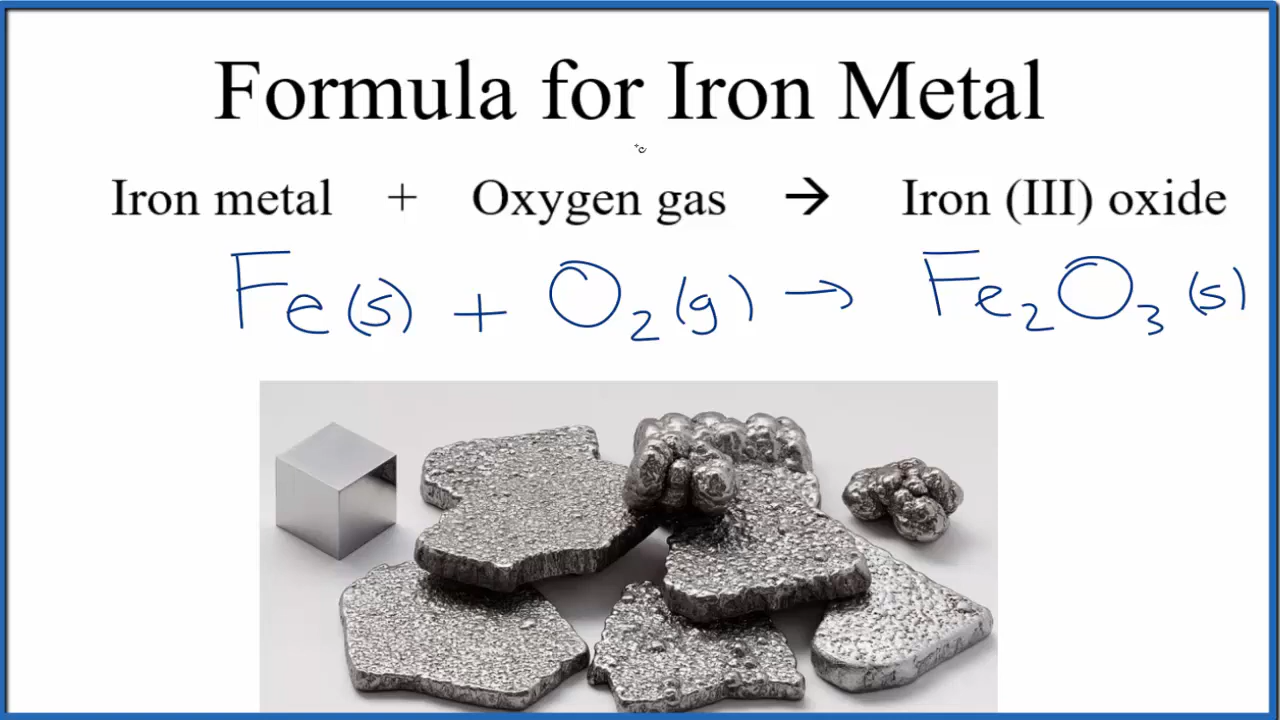 Formula for Iron Metal
Iron metal + Oxygen gas → Iron (III) oxide
Fe(s) + O₂(g) → Fe₂O₃(s)